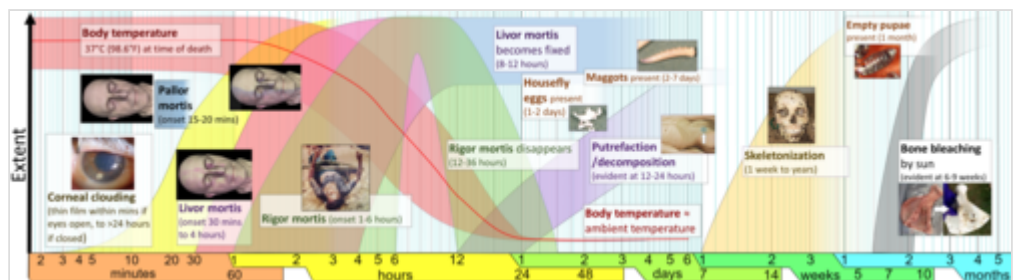 Body temperature
37°C (98.6°F) at time of death
Pallor
mortis
(onset 15-20 mins)
Corneal clouding
(thin film within mins if
eyes open, to >24 hours
if closed)
Livor mortis
(onset 30 mins
to 4 hours)
Rigor mortis (onset 1-6 hours)
Livor mortis
becomes fixed
(8-12 hours)
Housefly
eggs present
(1-2 days)
Maggots present (2-7 days)
Rigor mortis disappears
(12-36 hours)
Putrefaction
/decomposition
(evident at 12-24 hours)
Body temperature =
ambient temperature
Skeletonization
(1 week to years)
Empty pupae
present (1 month)
Bone bleaching
by sun
(evident at 6-9 weeks)
Extent
2 3 4 5 10 20 30 2 3 4 5 6 12 1 2 3 4 5 6 1 2 3 1 2 3 4 5
minutes 60 hours 24 48 days 7 14 weeks 5 7 10 months